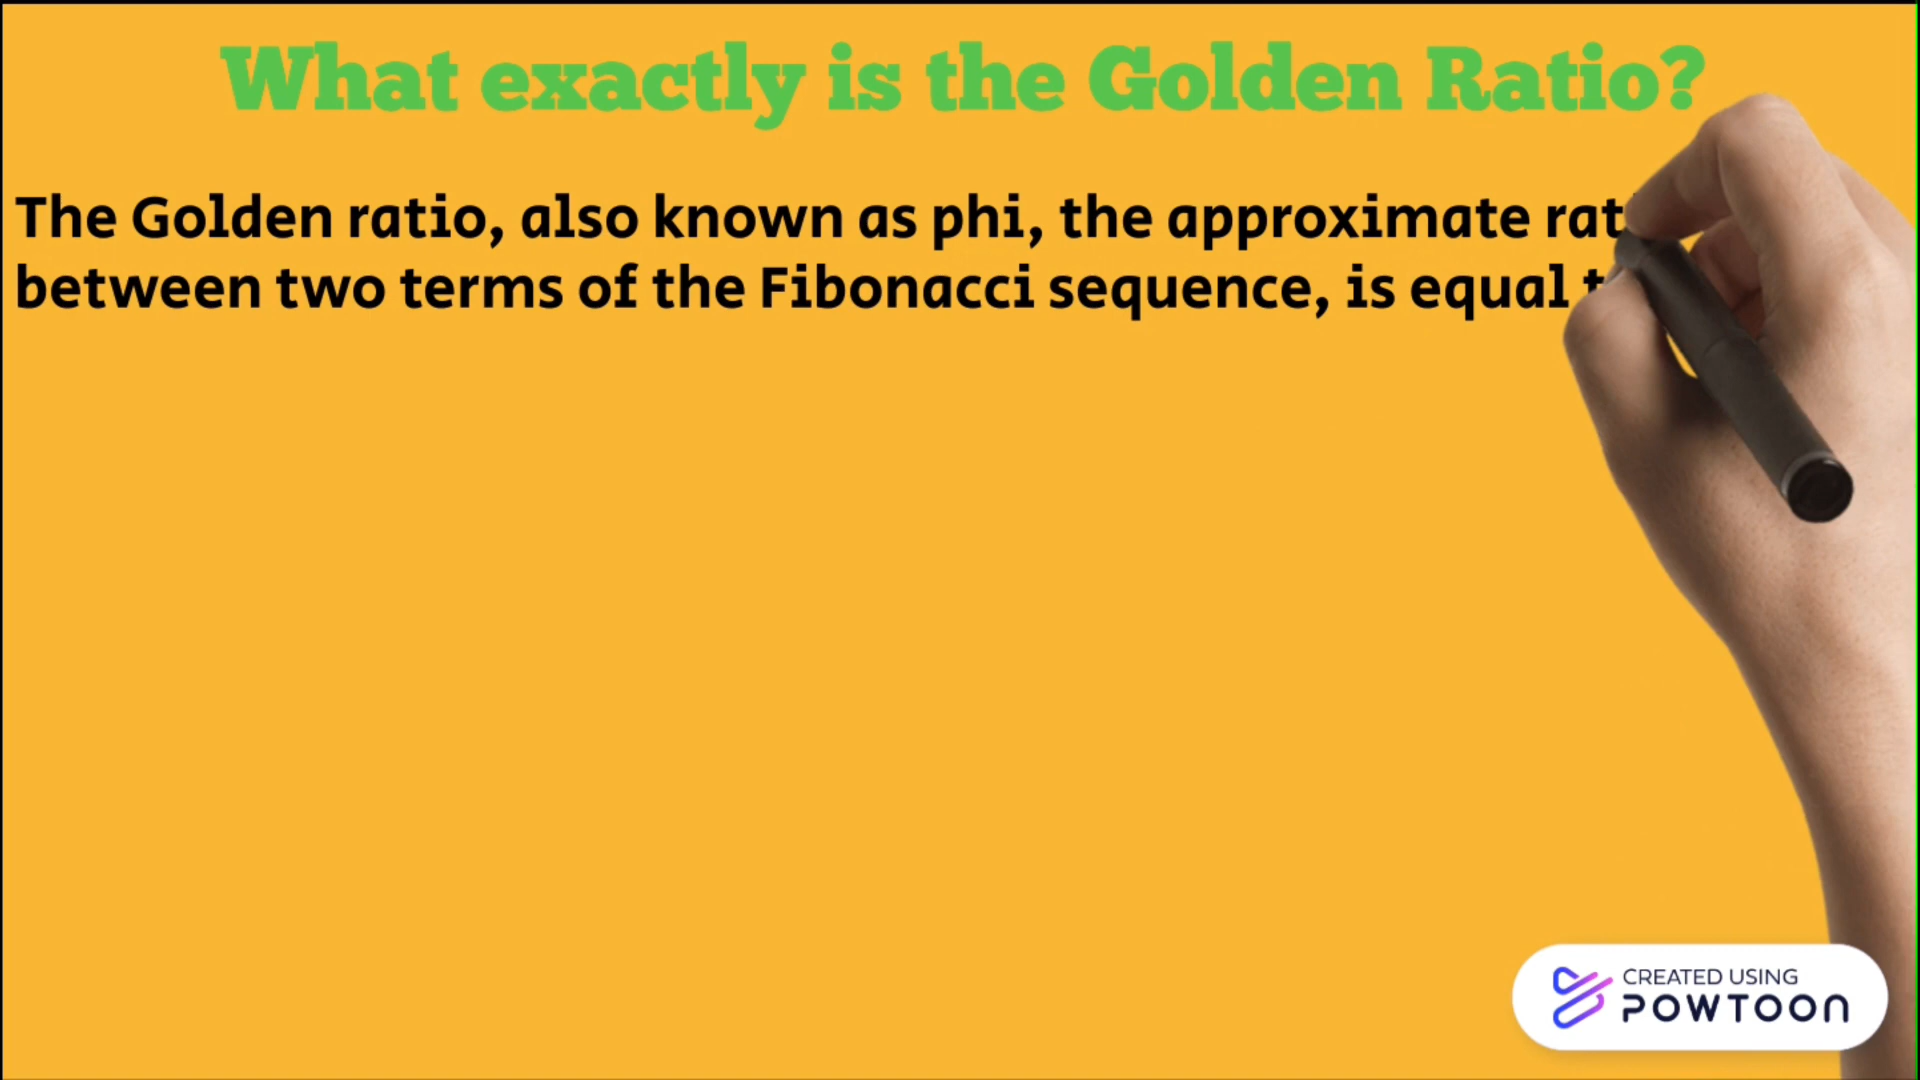 What exactly is the Golden Ratio?
The Golden ratio, also known as phi, the approximate
between two terms of the Fibonacci sequence, is equal
CREATED USING
POWTOON